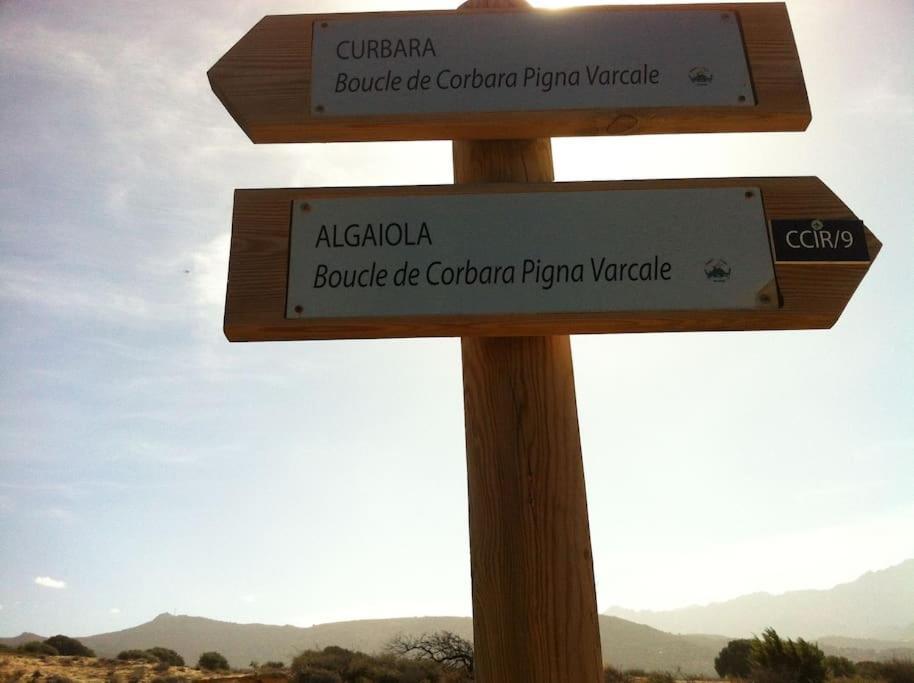 CURBARA
Boucle de Corbara Pigna Varcale
ALGAIOLA
Boucle de Corbara Pigna Varcale
CCIR/9